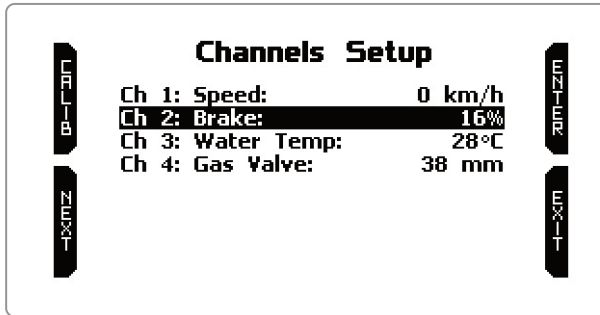 Channels Setup
CALIB
ENTER
Ch 1: Speed: 0 km/h
Ch 2: Brake: 16%
Ch 3: Water Temp: 28°C
Ch 4: Gas Valve: 38 mm
NEXT
EXIT